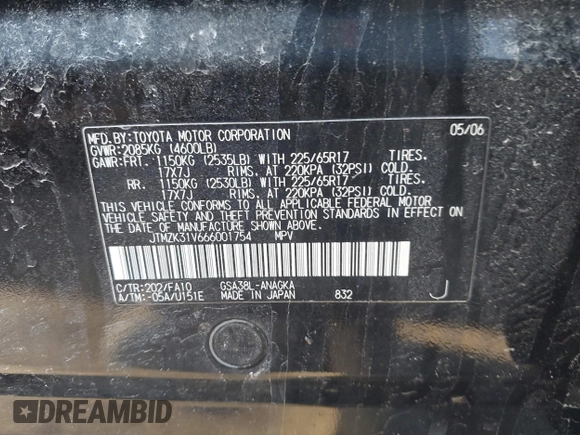 MFD.BY:TOYOTA MOTOR CORPORATION 05/06
GVWR:2085KG (4600LB)
GAWR:FRT. 1150KG (2535LB) WITH 225/65R17 TIRES.
17X7J RIMS. AT 220KPA (32PSI) COLD.
RR. 1150KG (2530LB) WITH 225/65R17 TIRES.
17X7J RIMS. AT 220KPA (32PSI) COLD.
THIS VEHICLE CONFORMS TO ALL APPLICABLE FEDERAL MOTOR
VEHICLE SAFETY AND THEFT PREVENTION STANDARDS IN EFFECT
ON THE DATE OF MANUFACTURE SHOWN ABOVE.
JTMZK31V666001754 MPV
C/TR:202/FA10 GSA38L-ANAGKA
A/TM:-05A/U151E MADE IN JAPAN 832 J
DREAMBID